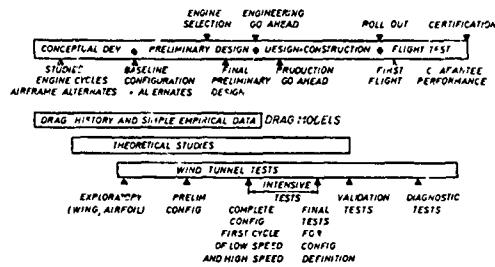 ENGINE SELECTION
ENGINEERING GO AHEAD
ROLL OUT
CERTIFICATION
CONCEPTUAL DEV
PRELIMINARY DESIGN
DESIGN+CONSTRUCTION
FLIGHT TEST
STUDIES
ENGINE CYCLES
AIRFRAME ALTERNATES
BASELINE
CONFIGURATION
+ ALTERNATES
FINAL
PRELIMINARY
DESIGN
PRODUCTION
GO AHEAD
FIRST
FLIGHT
PERFORMANCE
DRAG HISTORY AND SIMPLE EMPIRICAL DATA
DRAG MODELS
THEORETICAL STUDIES
WIND TUNNEL TESTS
INTENSIVE
TESTS
EXPLORATORY
(WING, AIRFOIL)
PRELIM
CONFIG
COMPLETE
CONFIG
FIRST CYCLE
OF LOW SPEED
AND HIGH SPEED
FINAL
TESTS
FOR
CONFIG
DEFINITION
VALIDATION
TESTS
DIAGNOSTIC
TESTS